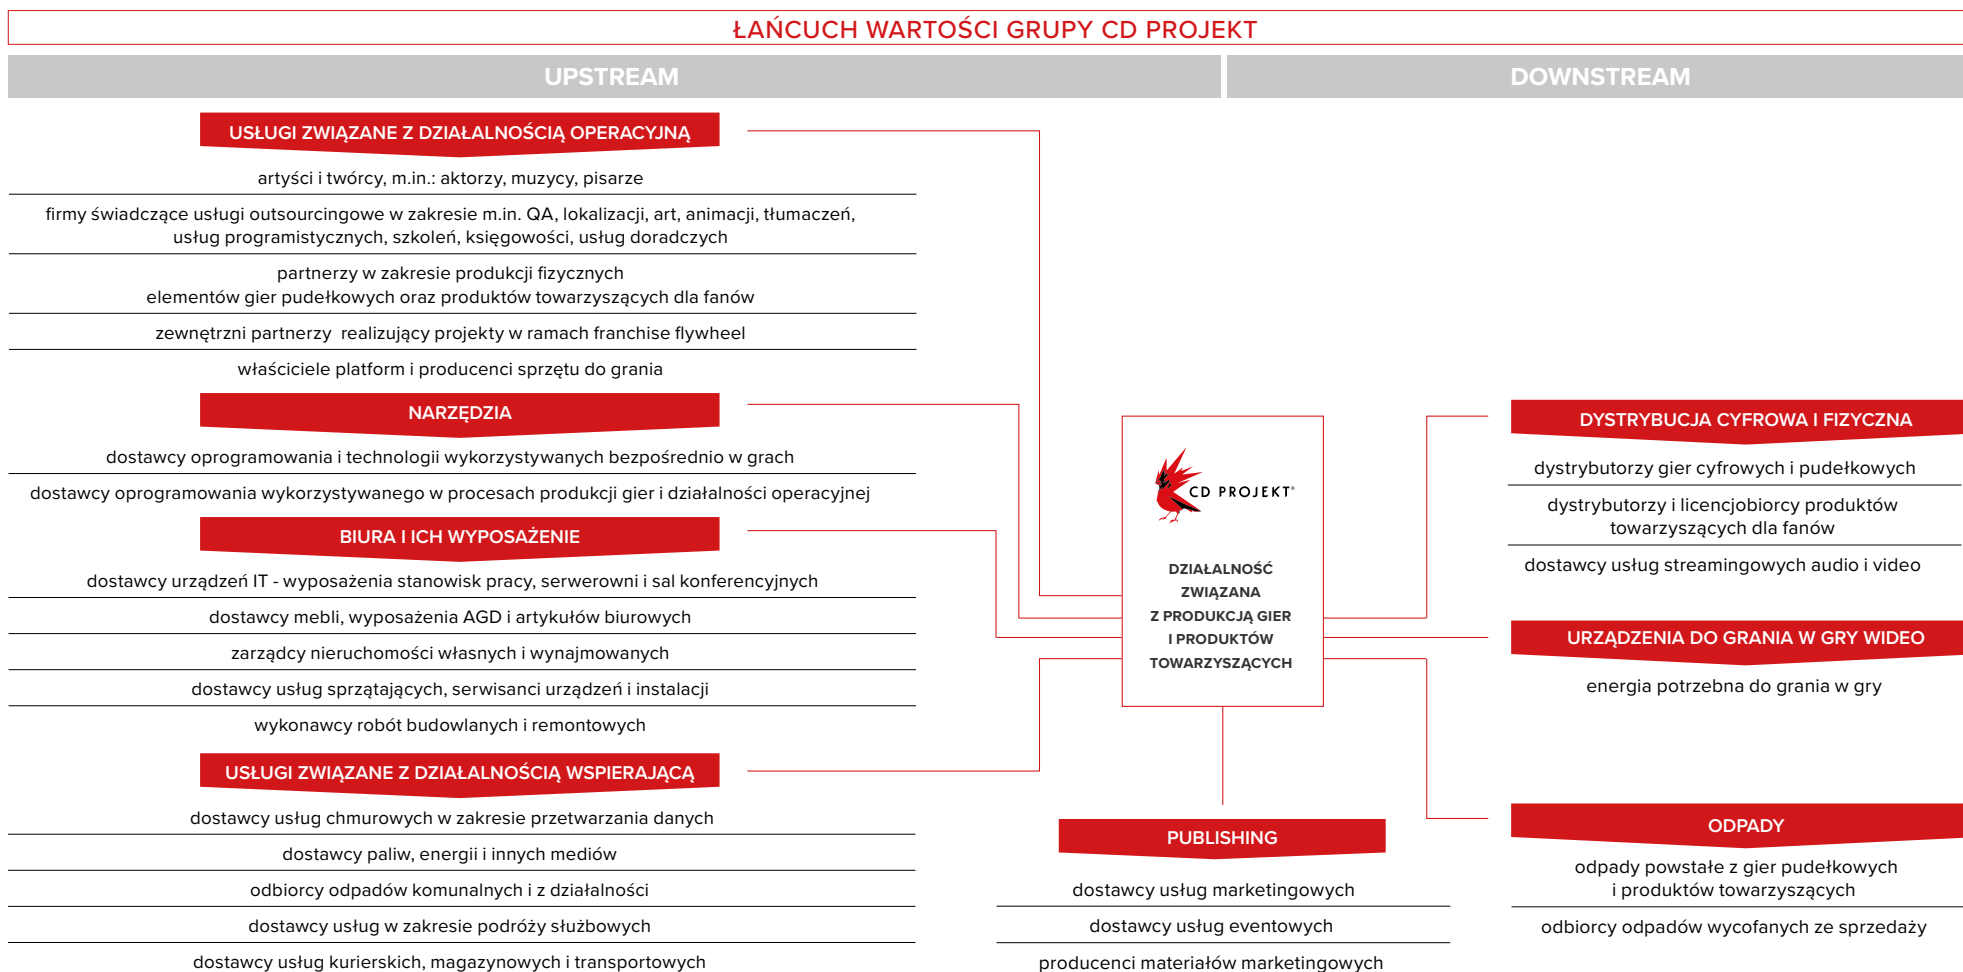 ŁAŃCUCH WARTOŚCI GRUPY CD PROJEKT
UPSTREAM
DOWNSTREAM
USŁUGI ZWIĄZANE Z DZIAŁALNOŚCIĄ OPERACYJNĄ
artyści i twórcy, m.in.: aktorzy, muzycy, pisarze
firmy świadczące usługi outsourcingowe w zakresie m.in. QA, lokalizacji, art, animacji, tłumaczeń,
usług programistycznych, szkoleń, księgowości, usług doradczych
partnerzy w zakresie produkcji fizycznych
elementów gier pudełkowych oraz produktów towarzyszących dla fanów
zewnętrzni partnerzy realizujący projekty w ramach franchise flywheel
właściciele platform i producenci sprzętu do grania
NARZĘDZIA
dostawcy oprogramowania i technologii wykorzystywanych bezpośrednio w grach
dostawcy oprogramowania wykorzystywanego w procesach produkcji gier i działalności operacyjnej
BIURA I ICH WYPOSAŻENIE
dostawcy urządzeń IT - wyposażenia stanowisk pracy, serwerowni i sal konferencyjnych
dostawcy mebli, wyposażenia AGD i artykułów biurowych
zarządcy nieruchomości własnych i wynajmowanych
dostawcy usług sprzątających, serwisanci urządzeń i instalacji
wykonawcy robót budowlanych i remontowych
USŁUGI ZWIĄZANE Z DZIAŁALNOŚCIĄ WSPIERAJĄCĄ
dostawcy usług chmurowych w zakresie przetwarzania danych
dostawcy paliw, energii i innych mediów
odbiorcy odpadów komunalnych i z działalności
dostawcy usług w zakresie podróży służbowych
dostawcy usług kurierskich, magazynowych i transportowych
CD PROJEKT®
DZIAŁALNOŚĆ
ZWIĄZANA
Z PRODUKCJĄ GIER
I PRODUKTÓW
TOWARZYSZĄCYCH
PUBLISHING
dostawcy usług marketingowych
dostawcy usług eventowych
producenci materiałów marketingowych
DYSTRYBUCJA CYFROWA I FIZYCZNA
dystrybutorzy gier cyfrowych i pudełkowych
dystrybutorzy i licencjobiorcy produktów
towarzyszących dla fanów
dostawcy usług streamingowych audio i video
URZĄDZENIA DO GRANIA W GRY WIDEO
energia potrzebna do grania w gry
ODPADY
odpady powstałe z gier pudełkowych
i produktów towarzyszących
odbiorcy odpadów wycofanych ze sprzedaży